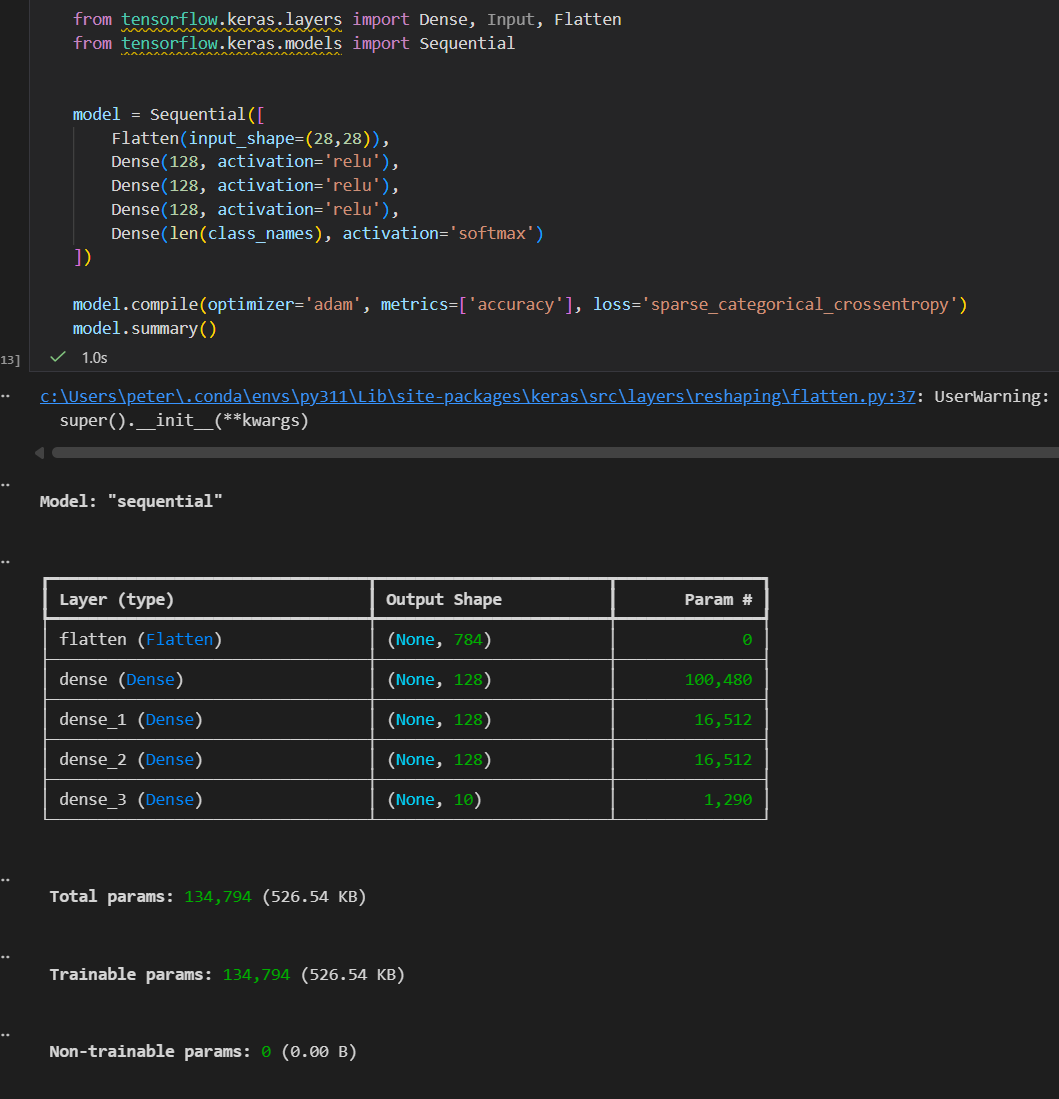 from tensorflow.keras.layers import Dense, Input, Flatten
from tensorflow.keras.models import Sequential
model = Sequential([
    Flatten(input_shape=(28,28)),
    Dense(128, activation='relu'),
    Dense(128, activation='relu'),
    Dense(128, activation='relu'),
    Dense(len(class_names), activation='softmax')
])
model.compile(optimizer='adam', metrics=['accuracy'], loss='sparse_categorical_crossentropy')
model.summary()
13] ✓ 1.0s
c:\Users\peter\.conda\envs\py311\Lib\site-packages\keras\src\layers\reshaping\flatten.py:37: UserWarning:
  super().__init__(**kwargs)
Model: "sequential"
Layer (type) Output Shape Param #
flatten (Flatten) (None, 784) 0
dense (Dense) (None, 128) 100,480
dense_1 (Dense) (None, 128) 16,512
dense_2 (Dense) (None, 128) 16,512
dense_3 (Dense) (None, 10) 1,290
Total params: 134,794 (526.54 KB)
Trainable params: 134,794 (526.54 KB)
Non-trainable params: 0 (0.00 B)